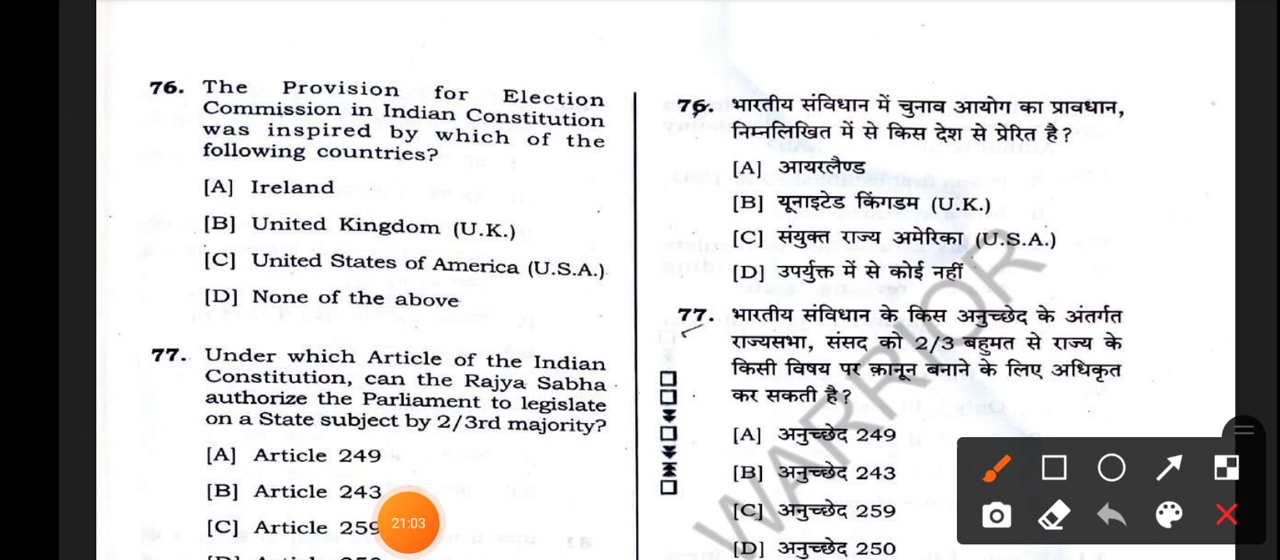 76. The Provision for Election
Commission in Indian Constitution
was inspired by which of the
following countries?
[A] Ireland
[B] United Kingdom (U.K.)
[C] United States of America (U.S.A.)
[D] None of the above
77. Under which Article of the Indian
Constitution, can the Rajya Sabha
authorize the Parliament to legislate
on a State subject by 2/3rd majority?
[A] Article 249
[B] Article 243
[C] Article 259
76. भारतीय संविधान में चुनाव आयोग का प्रावधान,
निम्नलिखित में से किस देश से प्रेरित है?
[A] आयरलैण्ड
[B] यूनाइटेड किंगडम (U.K.)
[C] संयुक्त राज्य अमेरिका (U.S.A.)
[D] उपर्युक्त में से कोई नहीं
77. भारतीय संविधान के किस अनुच्छेद के अंतर्गत
राज्यसभा, संसद को 2/3 बहुमत से राज्य के
किसी विषय पर क़ानून बनाने के लिए अधिकृत
कर सकती है?
[A] अनुच्छेद 249
[B] अनुच्छेद 243
[C] अनुच्छेद 259
[D] अनुच्छेद 250
WARRIOR
21:03